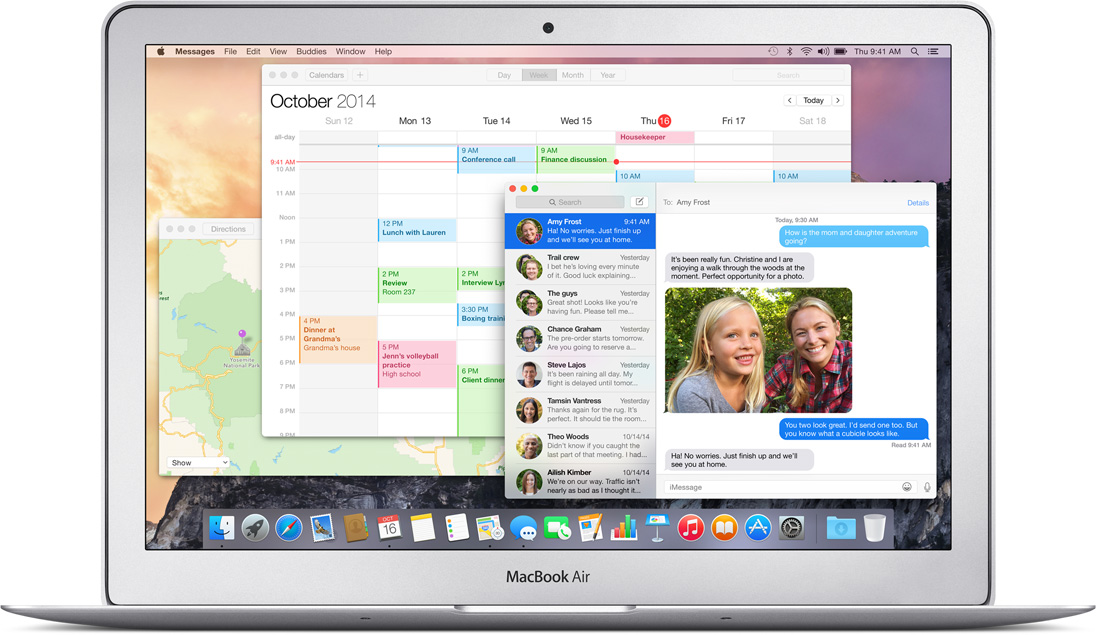 Messages File Edit View Buddies Window Help
Thu 9:41 AM
Calendars + Day Week Month Year Search
October 2014
Today
Sun 12 Mon 13 Tue 14 Wed 15 Thu 16 Fri 17 Sat 18
all-day
Housekeeper
9:41 AM
10 AM
11 AM
Noon
1 PM
2 PM
3 PM
4 PM
5 PM
6 PM
7 PM
8 PM
9 PM
4 PM
Dinner at
Grandma's
Grandma's house
12 PM
Lunch with Lauren
2 PM
Review
Room 237
5 PM
Jenn's volleyball
practice
High school
9 AM
Conference call
2 PM
Interview Lyn
3:30 PM
Boxing traini
6 PM
Client dinner
9 AM
Finance discussion
10 AM
10 AM
Directions
Yosemite
National Park
Show
Search
Amy Frost 9:41 AM
Ha! No worries. Just finish up
and we'll see you at home.
Trail crew Yesterday
I bet he's loving every minute
of it. Good luck explaining...
The guys Yesterday
Great shot! Looks like you're
having fun. Please tell me...
Chance Graham Yesterday
The pre-order starts tomorrow.
Are you going to reserve a...
Steve Lajos Yesterday
It's been raining all day. My
flight is delayed until tomor...
Tamsin Vantress Yesterday
Thanks again for the rug. It's
perfect. It should tie the room...
Theo Woods 10/14/14
Didn't know if you caught the
last part of that meeting. I had...
Ailish Kimber 10/14/14
We're on our way. Traffic isn't
nearly as bad as I thought it...
To: Amy Frost Details
Today, 9:30 AM
How is the mom and daughter adventure
going?
It's been really fun. Christine and I are
enjoying a walk through the woods at the
moment. Perfect opportunity for a photo.
You two look great. I'd send one too. But
you know what a cubicle looks like.
Read 9:41 AM
Ha! No worries. Just finish up and we'll
see you at home.
iMessage
OCT
16
MacBook Air